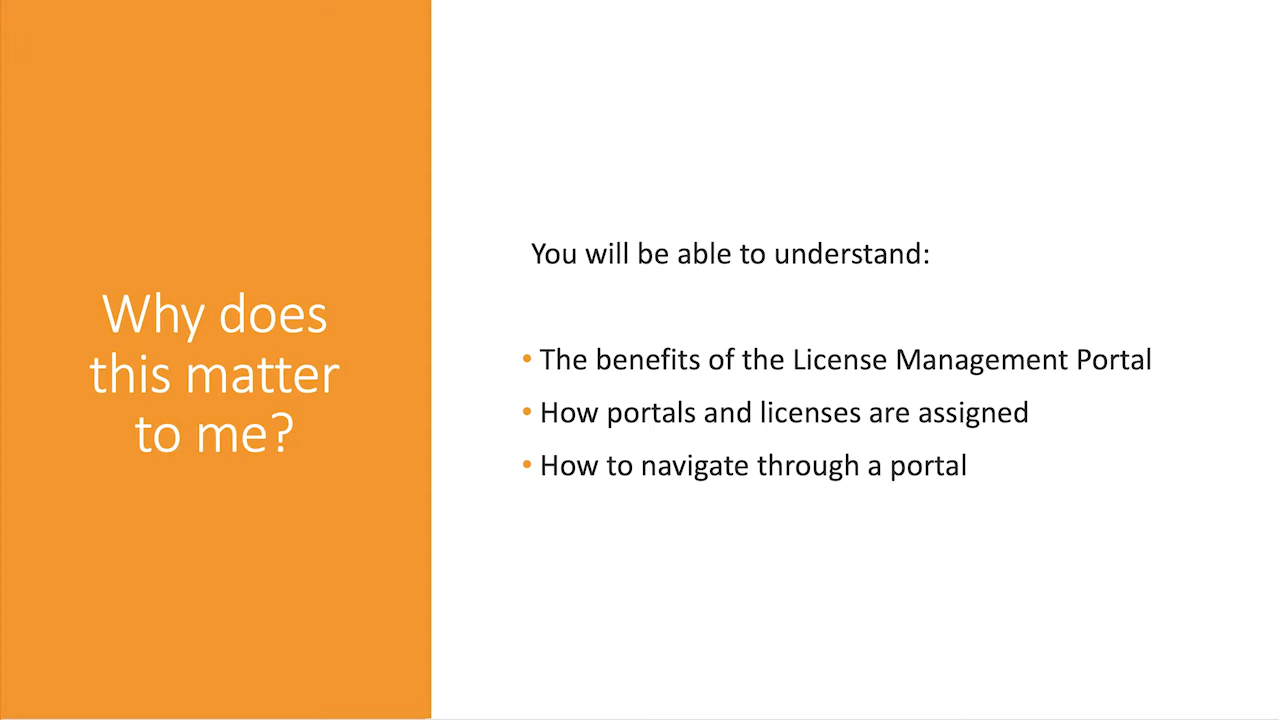 Why does
this matter
to me?
You will be able to understand:
• The benefits of the License Management Portal
• How portals and licenses are assigned
• How to navigate through a portal